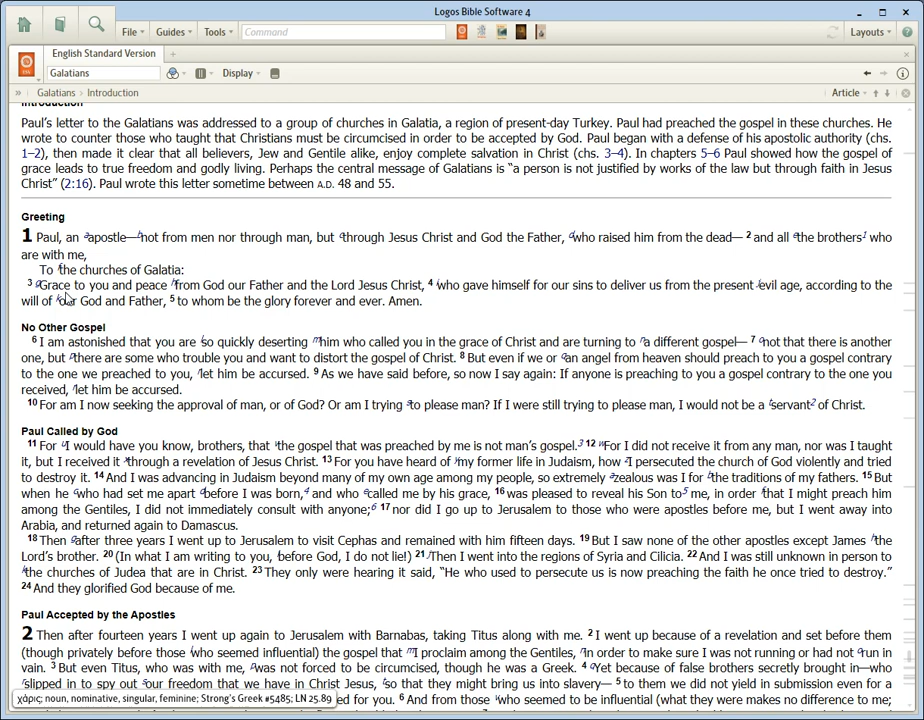 Logos Bible Software 4
File Guides Tools Command Layouts
English Standard Version
Galatians Display
Galatians Introduction Article
Introduction
Paul's letter to the Galatians was addressed to a group of churches in Galatia, a region of present-day Turkey. Paul had preached the gospel in these churches. He
wrote to counter those who taught that Christians must be circumcised in order to be accepted by God. Paul began with a defense of his apostolic authority (chs.
1–2), then made it clear that all believers, Jew and Gentile alike, enjoy complete salvation in Christ (chs. 3–4). In chapters 5–6 Paul showed how the gospel of
grace leads to true freedom and godly living. Perhaps the central message of Galatians is “a person is not justified by works of the law but through faith in Jesus
Christ” (2:16). Paul wrote this letter sometime between A.D. 48 and 55.
Greeting
1 Paul, an apostle—not from men nor through man, but through Jesus Christ and God the Father, who raised him from the dead— 2 and all the brothers1 who
are with me,
To the churches of Galatia:
3 Grace to you and peace from God our Father and the Lord Jesus Christ, 4 who gave himself for our sins to deliver us from the present evil age, according to the
will of our God and Father, 5 to whom be the glory forever and ever. Amen.
No Other Gospel
6 I am astonished that you are so quickly deserting him who called you in the grace of Christ and are turning to a different gospel— 7 not that there is another
one, but there are some who trouble you and want to distort the gospel of Christ. 8 But even if we or an angel from heaven should preach to you a gospel contrary
to the one we preached to you, let him be accursed. 9 As we have said before, so now I say again: If anyone is preaching to you a gospel contrary to the one you
received, let him be accursed.
10 For am I now seeking the approval of man, or of God? Or am I trying to please man? If I were still trying to please man, I would not be a servant2 of Christ.
Paul Called by God
11 For I would have you know, brothers, that the gospel that was preached by me is not man's gospel.3 12 For I did not receive it from any man, nor was I taught
it, but I received it through a revelation of Jesus Christ. 13 For you have heard of my former life in Judaism, how I persecuted the church of God violently and tried
to destroy it. 14 And I was advancing in Judaism beyond many of my own age among my people, so extremely zealous was I for the traditions of my fathers. 15 But
when he who had set me apart before I was born,4 and who called me by his grace, 16 was pleased to reveal his Son to5 me, in order that I might preach him
among the Gentiles, I did not immediately consult with anyone;6 17 nor did I go up to Jerusalem to those who were apostles before me, but I went away into
Arabia, and returned again to Damascus.
18 Then after three years I went up to Jerusalem to visit Cephas and remained with him fifteen days. 19 But I saw none of the other apostles except James the
Lord's brother. 20 (In what I am writing to you, before God, I do not lie!) 21 Then I went into the regions of Syria and Cilicia. 22 And I was still unknown in person to
the churches of Judea that are in Christ. 23 They only were hearing it said, “He who used to persecute us is now preaching the faith he once tried to destroy.”
24 And they glorified God because of me.
Paul Accepted by the Apostles
2 Then after fourteen years I went up again to Jerusalem with Barnabas, taking Titus along with me. 2 I went up because of a revelation and set before them
(though privately before those who seemed influential) the gospel that I proclaim among the Gentiles, in order to make sure I was not running or had not run in
vain. 3 But even Titus, who was with me, was not forced to be circumcised, though he was a Greek. 4 Yet because of false brothers secretly brought in—who
slipped in to spy out our freedom that we have in Christ Jesus, so that they might bring us into slavery— 5 to them we did not yield in submission even for a
χάρις; noun, nominative, singular, feminine; Strong's Greek #5485; LN 25.89 ed for you. 6 And from those who seemed to be influential (what they were makes no difference to me;